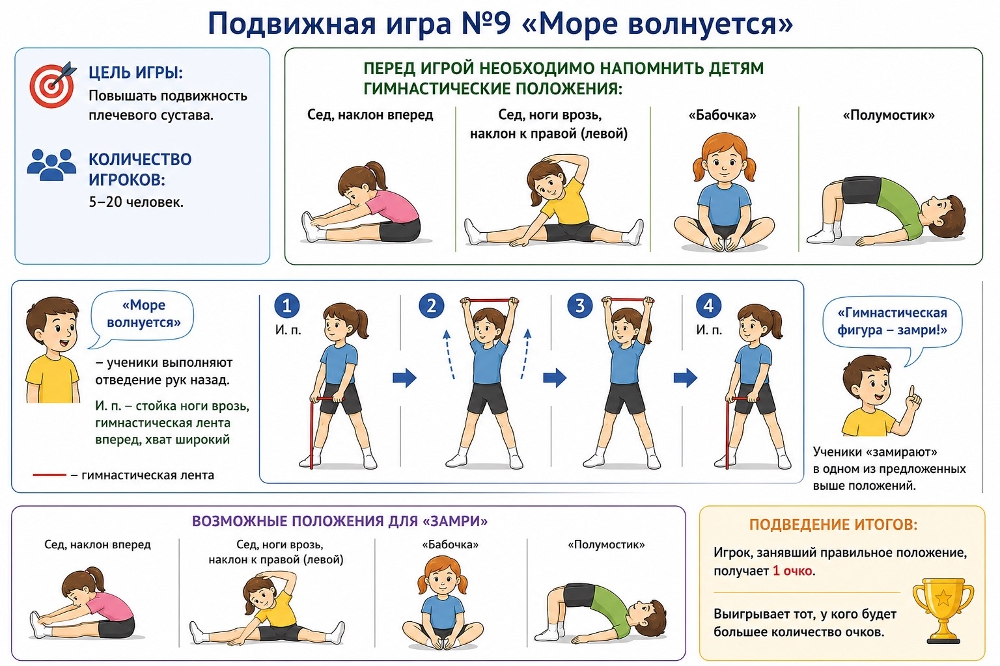 Подвижная игра №9 «Море волнуется»
ЦЕЛЬ ИГРЫ:
Повышать подвижность
плечевого сустава.
КОЛИЧЕСТВО
ИГРОКОВ:
5–20 человек.
ПЕРЕД ИГРОЙ НЕОБХОДИМО НАПОМНИТЬ ДЕТЯМ
ГИМНАСТИЧЕСКИЕ ПОЛОЖЕНИЯ:
Сед, наклон вперед
Сед, ноги врозь,
наклон к правой (левой)
«Бабочка»
«Полумостик»
«Море
волнуется»
– ученики выполняют
отведение рук назад.
И. п. – стойка ноги врозь,
гимнастическая лента
вперед, хват широкий
– гимнастическая лента
1
И. п.
2
3
4
И. п.
«Гимнастическая
фигура – замри!»
Ученики «замирают»
в одном из предложенных
выше положений.
ВОЗМОЖНЫЕ ПОЛОЖЕНИЯ ДЛЯ «ЗАМРИ»
Сед, наклон вперед
Сед, ноги врозь,
наклон к правой (левой)
«Бабочка»
«Полумостик»
ПОДВЕДЕНИЕ ИТОГОВ:
Игрок, занявший правильное положение,
получает 1 очко.
Выигрывает тот, у кого будет
большее количество очков.